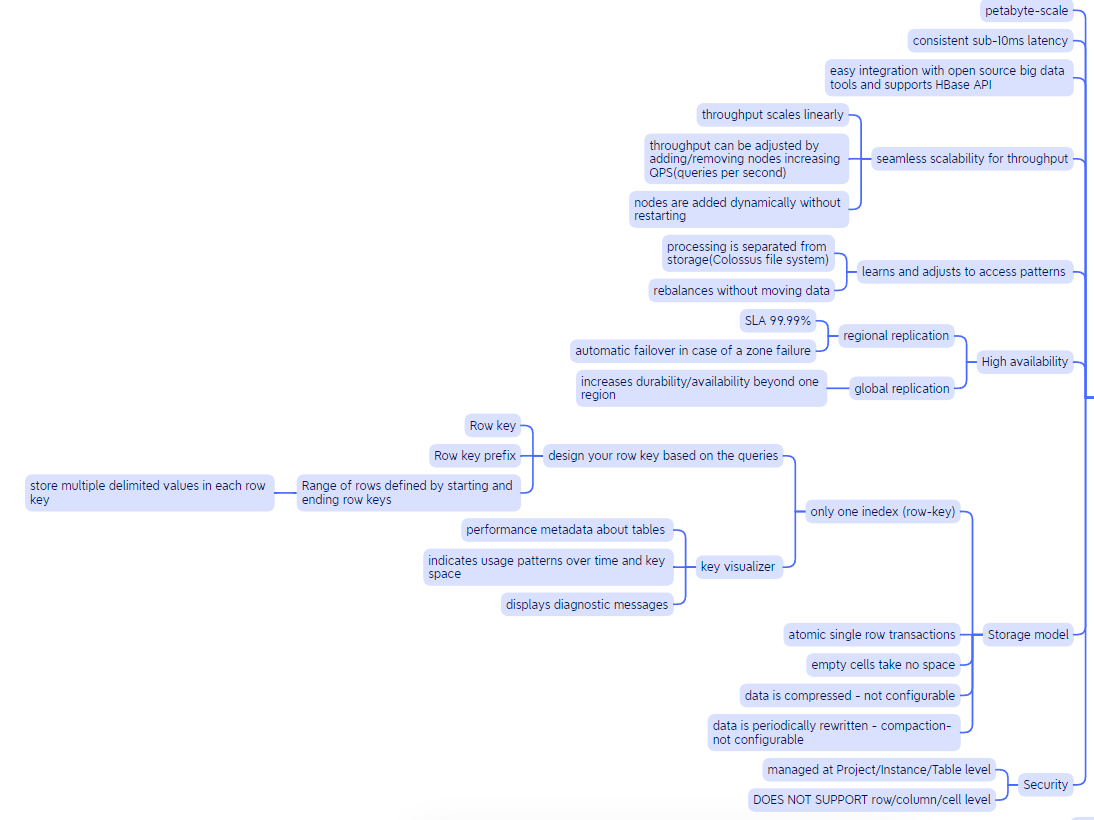 petabyte-scale
consistent sub-10ms latency
easy integration with open source big data
tools and supports HBase API
throughput scales linearly
throughput can be adjusted by
adding/removing nodes increasing
QPS(queries per second)
seamless scalability for throughput
nodes are added dynamically without
restarting
processing is separated from
storage(Colossus file system)
learns and adjusts to access patterns
rebalances without moving data
SLA 99.99%
regional replication
automatic failover in case of a zone failure
High availability
increases durability/availability beyond one
region
global replication
Row key
Row key prefix
design your row key based on the queries
store multiple delimited values in each row
key
Range of rows defined by starting and
ending row keys
only one inedex (row-key)
performance metadata about tables
indicates usage patterns over time and key
space
key visualizer
displays diagnostic messages
atomic single row transactions
Storage model
empty cells take no space
data is compressed - not configurable
data is periodically rewritten - compaction-
not configurable
managed at Project/Instance/Table level
Security
DOES NOT SUPPORT row/column/cell level